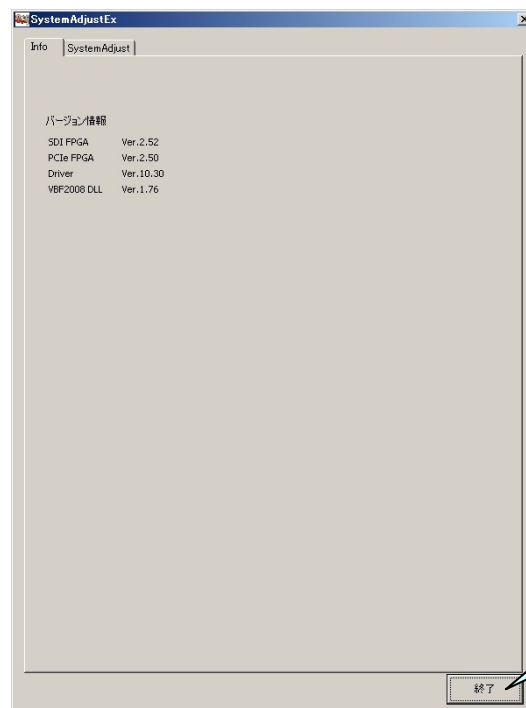 SystemAdjustEx
Info SystemAdjust
バージョン情報
SDI FPGA Ver.2.52
PCIe FPGA Ver.2.50
Driver Ver.10.30
VBF2008 DLL Ver.1.76
終了